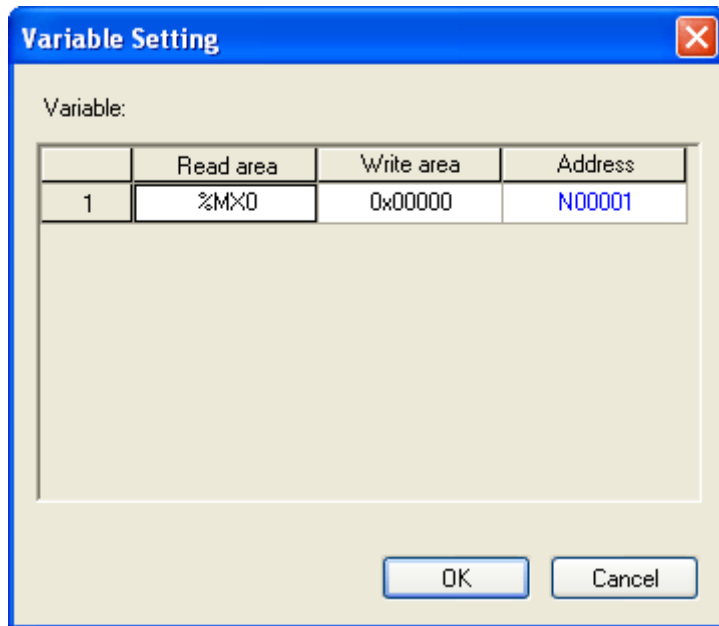 Variable Setting
Variable:
Read area Write area Address
1 %MX0 0x00000 N00001
OK Cancel